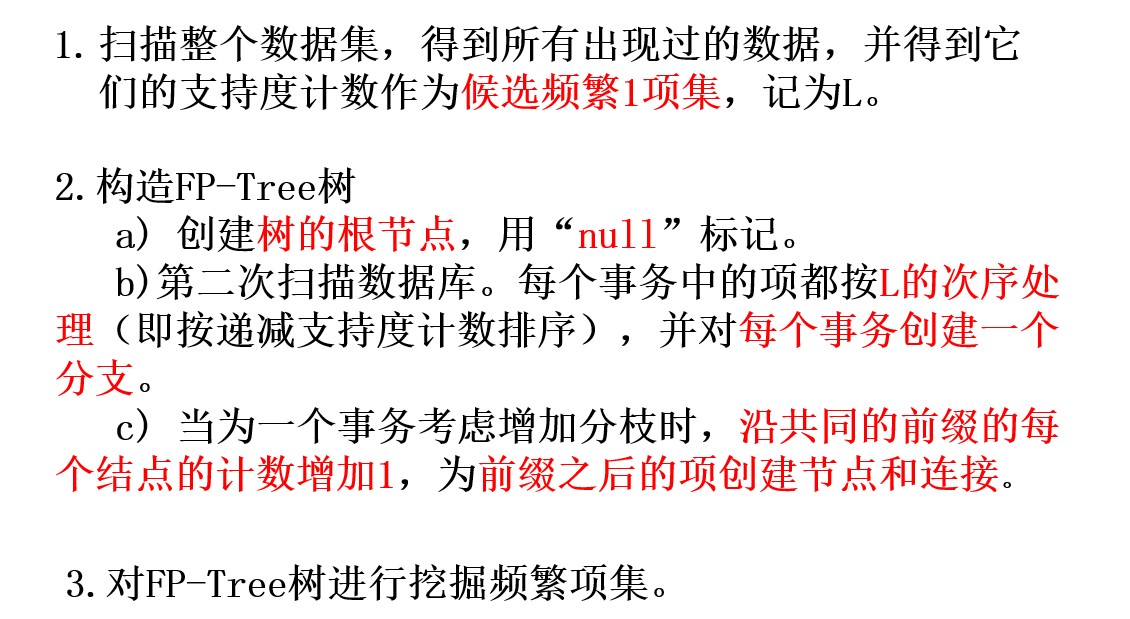 1. 扫描整个数据集，得到所有出现过的数据，并得到它
们的支持度计数作为候选频繁1项集，记为L。
2. 构造FP-Tree树
a) 创建树的根节点，用“null”标记。
b)第二次扫描数据库。每个事务中的项都按L的次序处
理（即按递减支持度计数排序），并对每个事务创建一个
分支。
c) 当为一个事务考虑增加分枝时，沿共同的前缀的每
个结点的计数增加1，为前缀之后的项创建节点和连接。
3. 对FP-Tree树进行挖掘频繁项集。